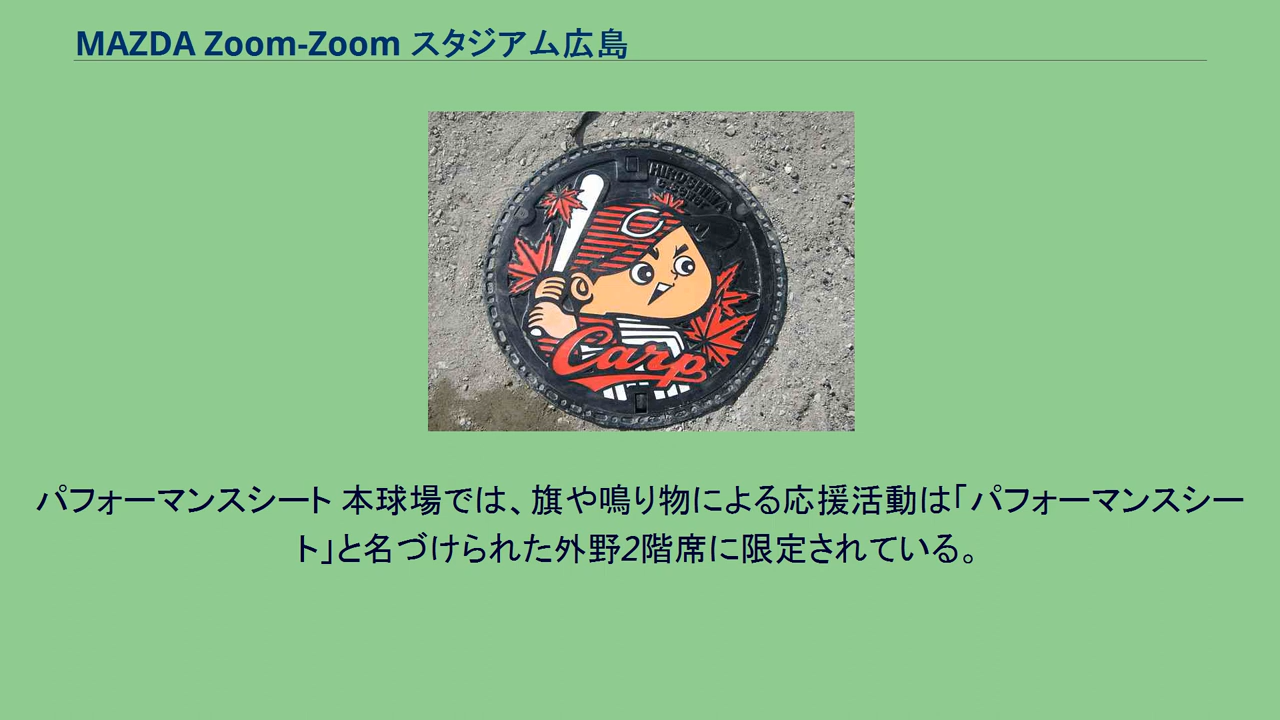 MAZDA Zoom-Zoom スタジアム広島
HIROSHIMA
Carp
パフォーマンスシート 本球場では、旗や鳴り物による応援活動は「パフォーマンスシー
ト」と名づけられた外野2階席に限定されている。